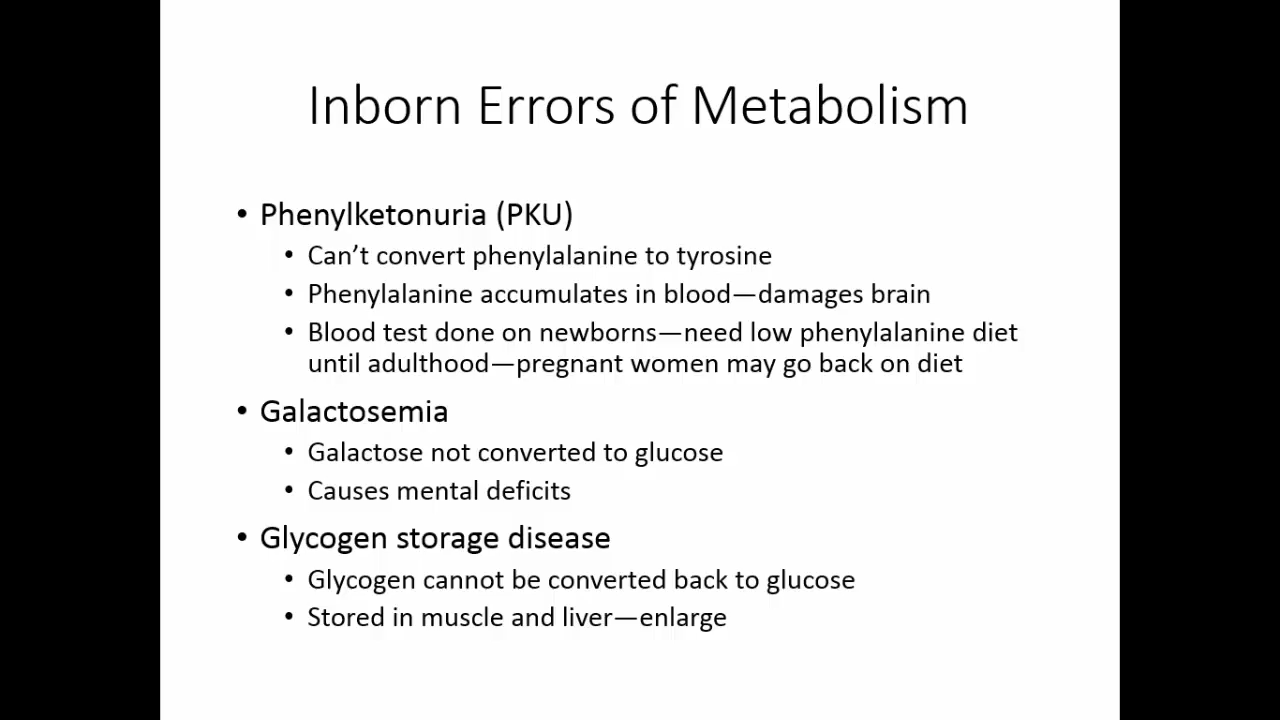 Inborn Errors of Metabolism
• Phenylketonuria (PKU)
• Can’t convert phenylalanine to tyrosine
• Phenylalanine accumulates in blood—damages brain
• Blood test done on newborns—need low phenylalanine diet
until adulthood—pregnant women may go back on diet
• Galactosemia
• Galactose not converted to glucose
• Causes mental deficits
• Glycogen storage disease
• Glycogen cannot be converted back to glucose
• Stored in muscle and liver—enlarge